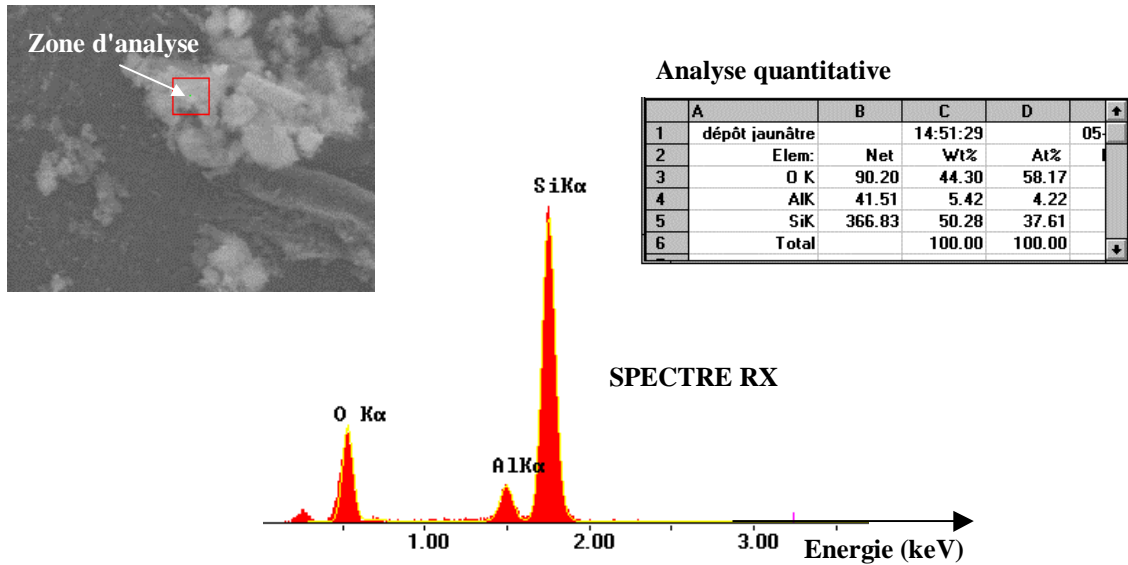 Zone d'analyse
Analyse quantitative
A B C D
1 dépôt jaunâtre 14:51:29 05-
2 Elem: Net Wt% At%
3 O K 90.20 44.30 58.17
4 AlK 41.51 5.42 4.22
5 SiK 366.83 50.28 37.61
6 Total 100.00 100.00
SiKα
SPECTRE RX
O Kα
AlKα
1.00 2.00 3.00
Energie (keV)